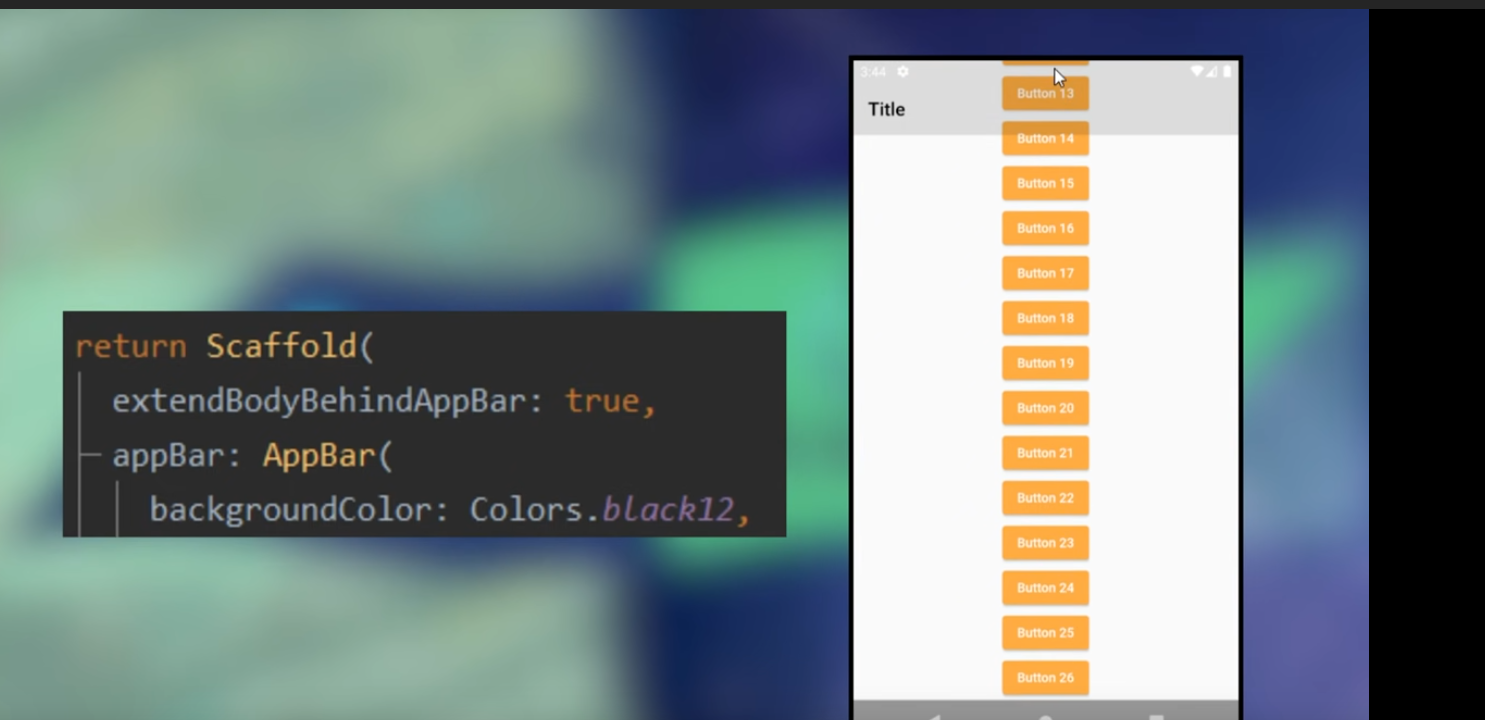 return Scaffold(
extendBodyBehindAppBar: true,
appBar: AppBar(
backgroundColor: Colors.black12,
3:44
Button 13
Title
Button 14
Button 15
Button 16
Button 17
Button 18
Button 19
Button 20
Button 21
Button 22
Button 23
Button 24
Button 25
Button 26